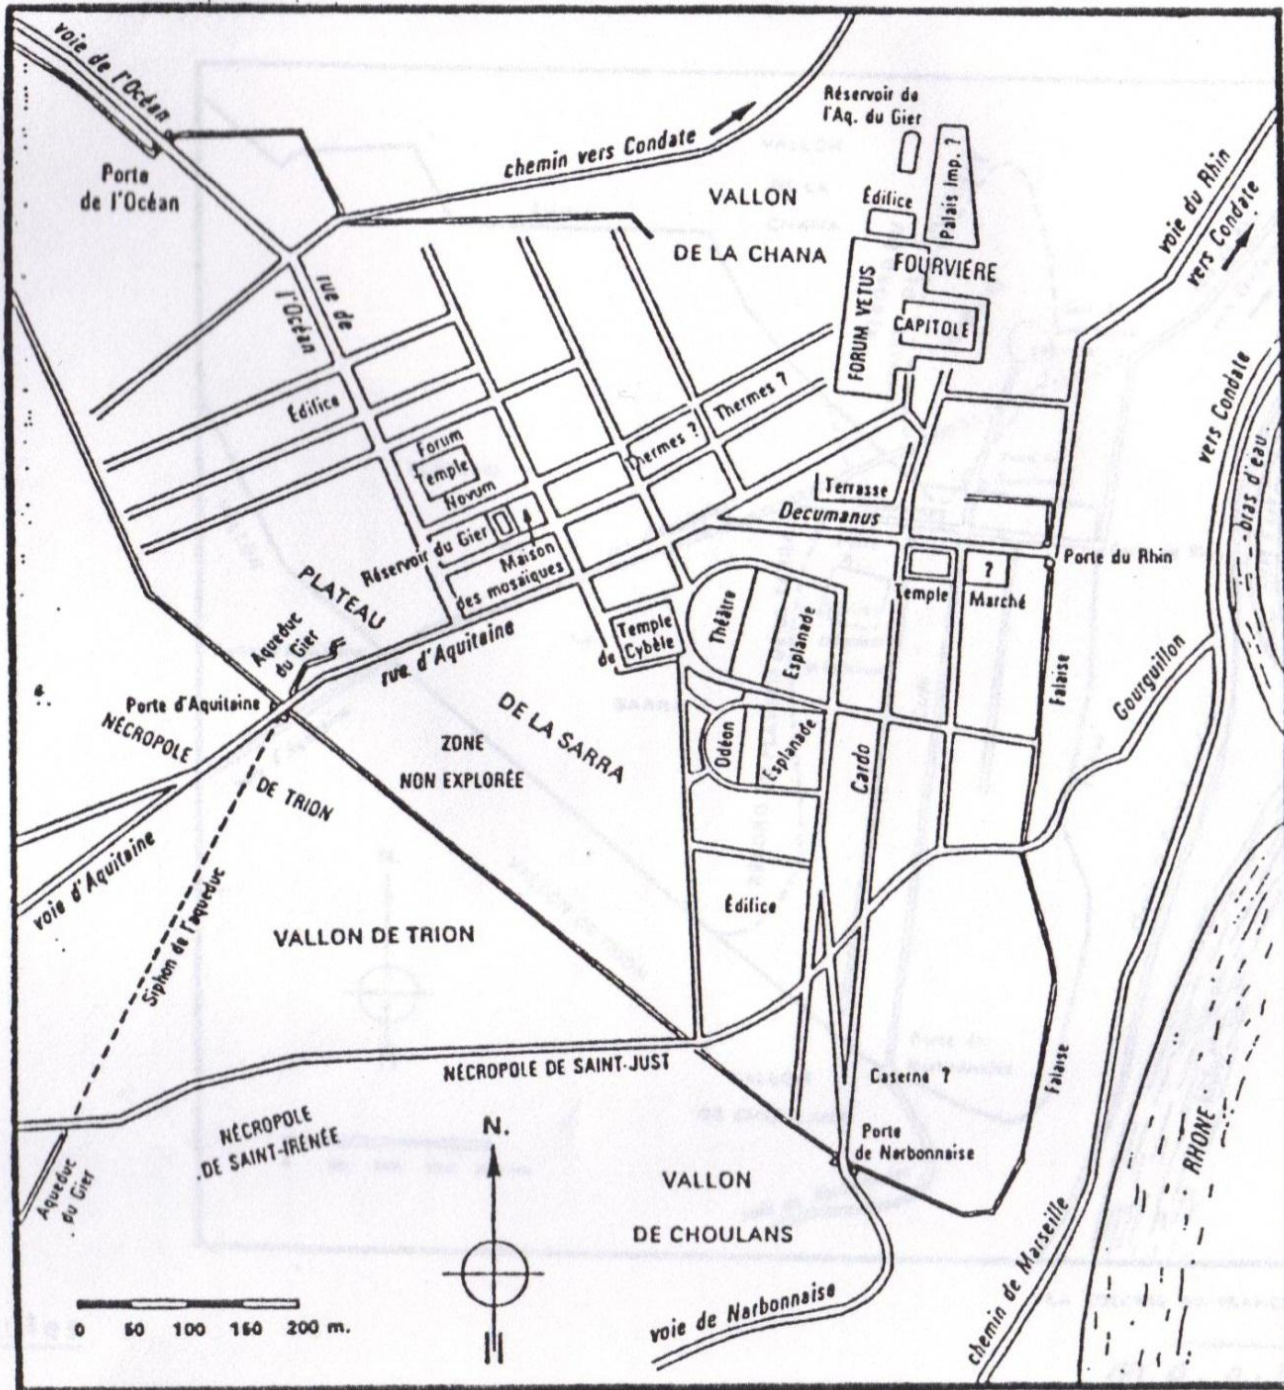 voie de l'Océan
Porte
de l'Océan
chemin vers Condate
Réservoir de
l'Aq. du Gier
Palais Imp. ?
Édifice
VALLON
DE LA CHANA
FORUM VETUS
FOURVIÈRE
CAPITOLE
voie du Rhin
vers Condate
rue de
l'Océan
Édifice
Forum
Temple
Novum
Réservoir du Gier
Maison
des mosaïques
Thermes ?
Thermes ?
Terrasse
Decumanus
Temple
?
Marché
Porte du Rhin
vers Condate
bras d'eau
PLATEAU
Aqueduc
du Gier
rue d'Aquitaine
Temple
de Cybèle
Théâtre
Esplanade
Odéon
Esplanade
Cardo
Falaise
Gourguillon
Porte d'Aquitaine
NÉCROPOLE
DE TRION
DE LA SARRA
ZONE
NON EXPLORÉE
voie d'Aquitaine
Siphon de l'aqueduc
VALLON DE TRION
Édifice
NÉCROPOLE DE SAINT-JUST
Caserne ?
Falaise
NÉCROPOLE
DE SAINT-IRÉNÉE
Aqueduc
du Gier
N.
Porte
de Narbonnaise
VALLON
DE CHOULANS
RHONE
chemin de Marseille
voie de Narbonnaise
0 50 100 150 200 m.